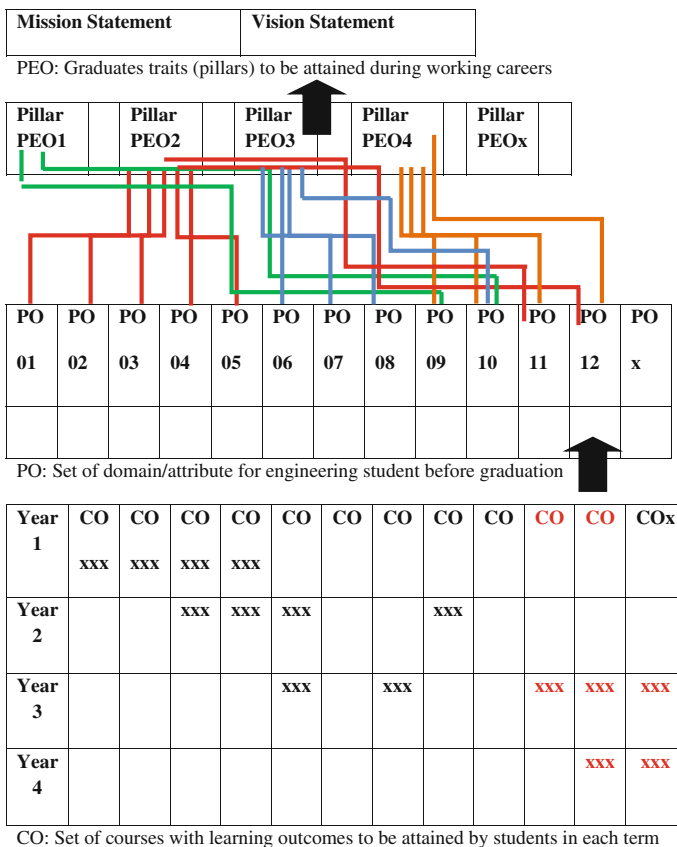 Mission Statement Vision Statement
PEO: Graduates traits (pillars) to be attained during working careers
Pillar Pillar Pillar Pillar Pillar
PEO1 PEO2 PEO3 PEO4 PEOx
PO PO PO PO PO PO PO PO PO PO PO PO PO
01 02 03 04 05 06 07 08 09 10 11 12 x
PO: Set of domain/attribute for engineering student before graduation
Year CO CO CO CO CO CO CO CO CO CO CO COx
1
xxx xxx xxx xxx
Year xxx xxx xxx xxx
2
Year xxx xxx xxx xxx xxx
3
Year xxx xxx
4
CO: Set of courses with learning outcomes to be attained by students in each term